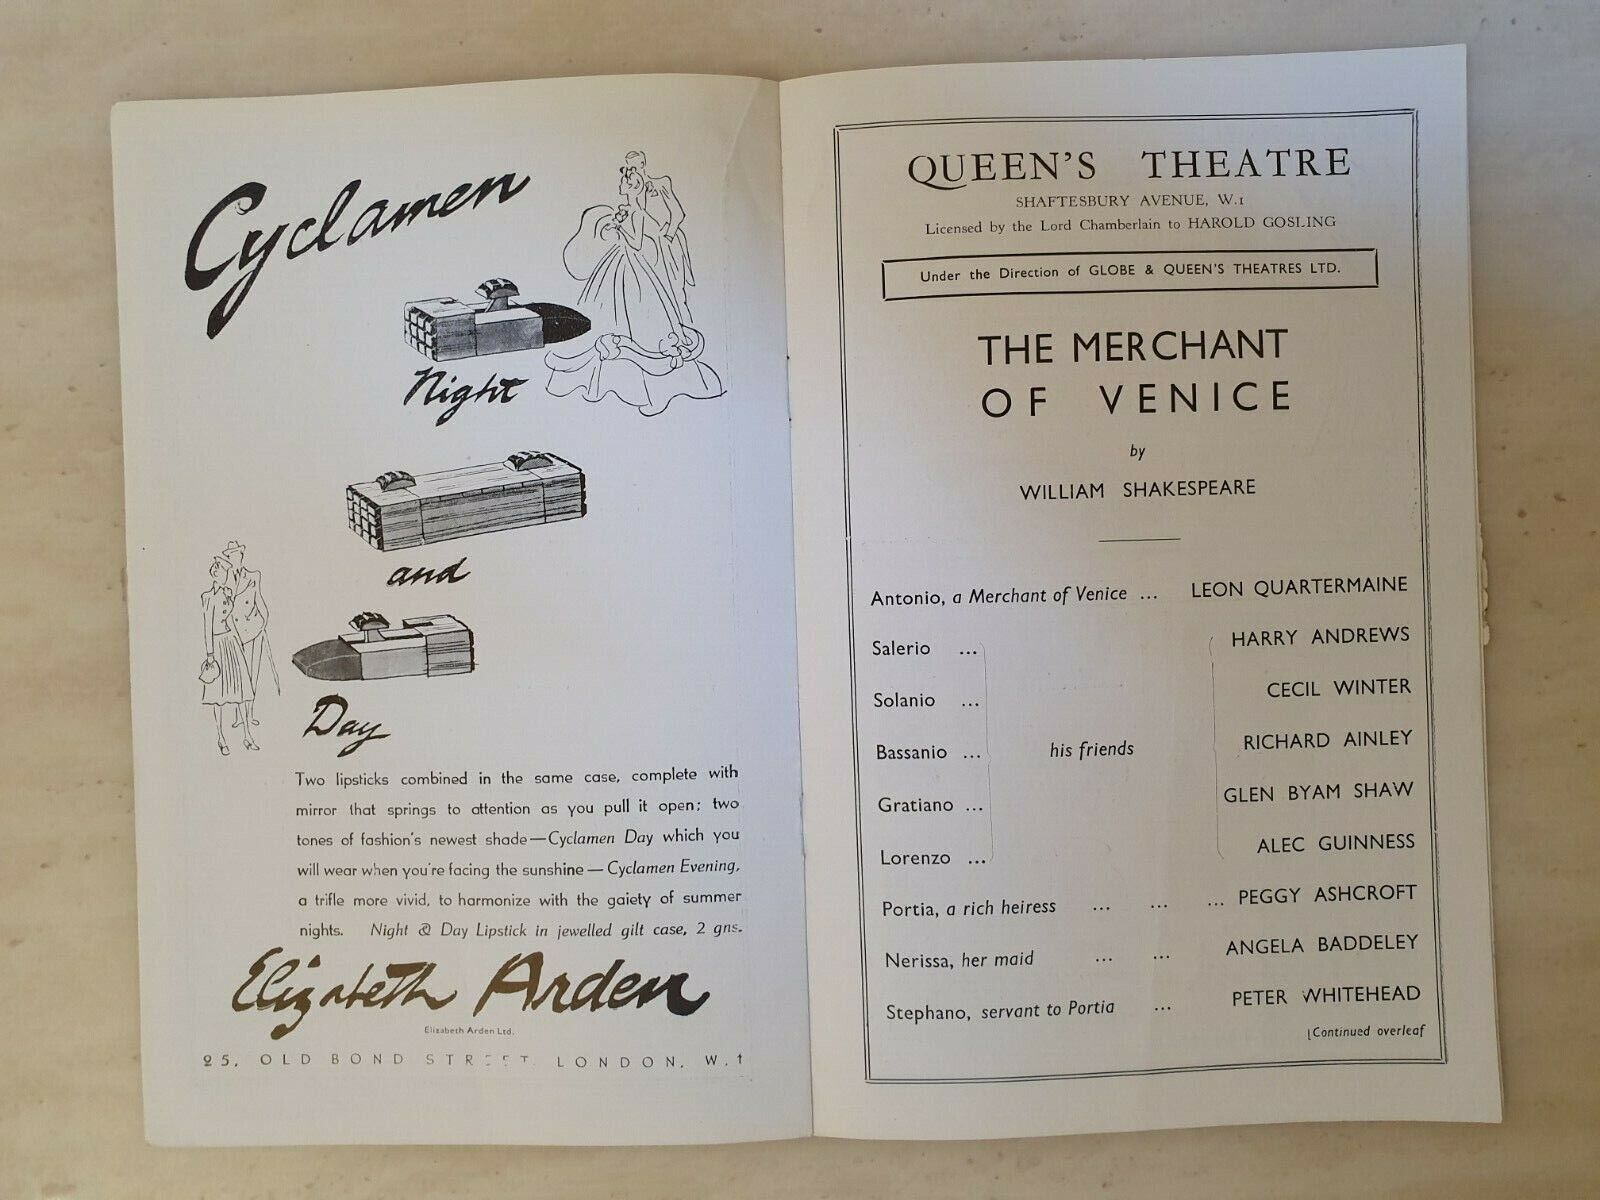 Cyclamen
Night
and
Day
Two lipsticks combined in the same case, complete with
mirror that springs to attention as you pull it open; two
tones of fashion's newest shade—Cyclamen Day which you
will wear when you're facing the sunshine — Cyclamen Evening,
a trifle more vivid, to harmonize with the gaiety of summer
nights. Night & Day Lipstick in jewelled gilt case, 2 gns.
Elizabeth Arden
Elizabeth Arden Ltd.
25, OLD BOND STREET, LONDON, W.1
QUEEN'S THEATRE
SHAFTESBURY AVENUE, W.1
Licensed by the Lord Chamberlain to HAROLD GOSLING
Under the Direction of GLOBE & QUEEN'S THEATRES LTD.
THE MERCHANT
OF VENICE
by
WILLIAM SHAKESPEARE
Antonio, a Merchant of Venice ... LEON QUARTERMAINE
Salerio ... HARRY ANDREWS
Solanio ... CECIL WINTER
Bassanio ... his friends RICHARD AINLEY
Gratiano ... GLEN BYAM SHAW
Lorenzo ... ALEC GUINNESS
Portia, a rich heiress ... ... ... PEGGY ASHCROFT
Nerissa, her maid ... ... ANGELA BADDELEY
Stephano, servant to Portia ... PETER WHITEHEAD
[Continued overleaf